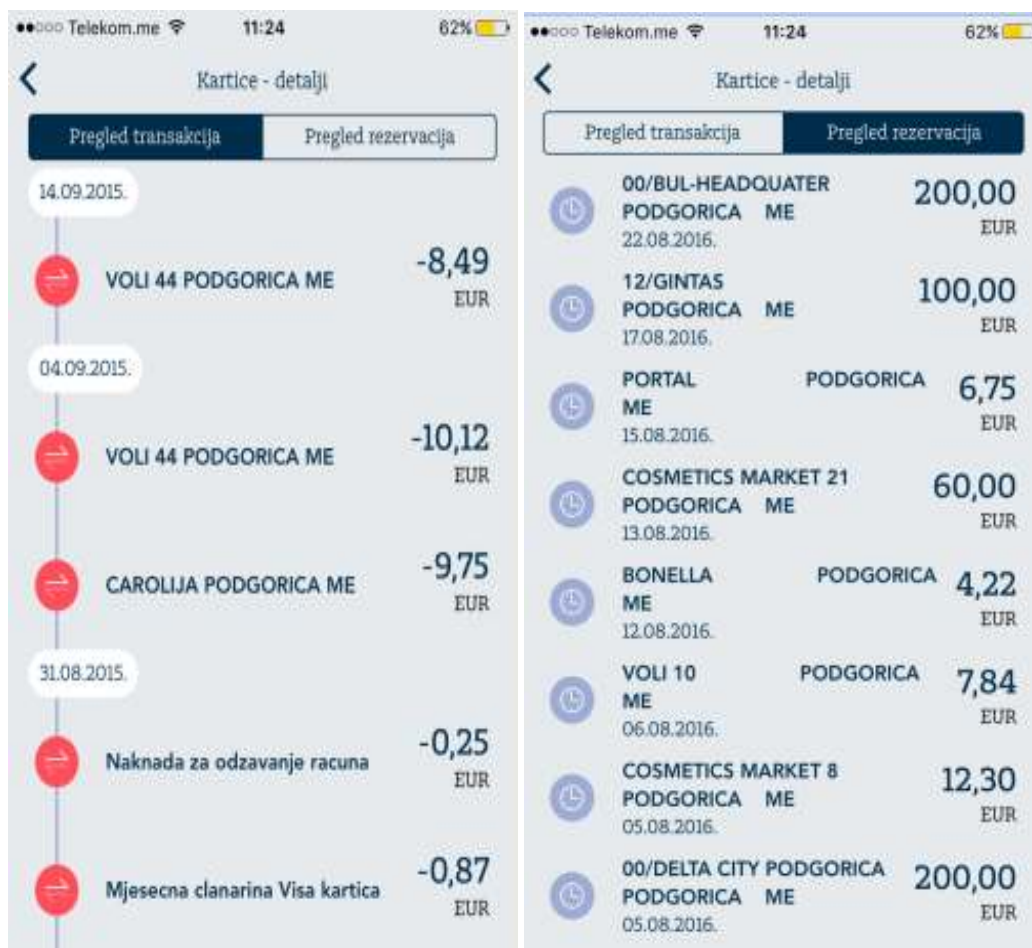 Telekom.me 11:24 62%
Kartice - detalji
Pregled transakcija Pregled rezervacija
14.09.2015.
VOLI 44 PODGORICA ME -8,49
EUR
04.09.2015.
VOLI 44 PODGORICA ME -10,12
EUR
CAROLIJA PODGORICA ME -9,75
EUR
31.08.2015.
Naknada za odzavanje racuna -0,25
EUR
Mjesecna clanarina Visa kartica -0,87
EUR
Telekom.me 11:24 62%
Kartice - detalji
Pregled transakcija Pregled rezervacija
00/BUL-HEADQUATER 200,00
PODGORICA ME EUR
22.08.2016.
12/GINTAS 100,00
PODGORICA ME EUR
17.08.2016.
PORTAL PODGORICA 6,75
ME EUR
15.08.2016.
COSMETICS MARKET 21 60,00
PODGORICA ME EUR
13.08.2016.
BONELLA PODGORICA 4,22
ME EUR
12.08.2016.
VOLI 10 PODGORICA 7,84
ME EUR
06.08.2016.
COSMETICS MARKET 8 12,30
PODGORICA ME EUR
05.08.2016.
00/DELTA CITY PODGORICA 200,00
PODGORICA ME EUR
05.08.2016.